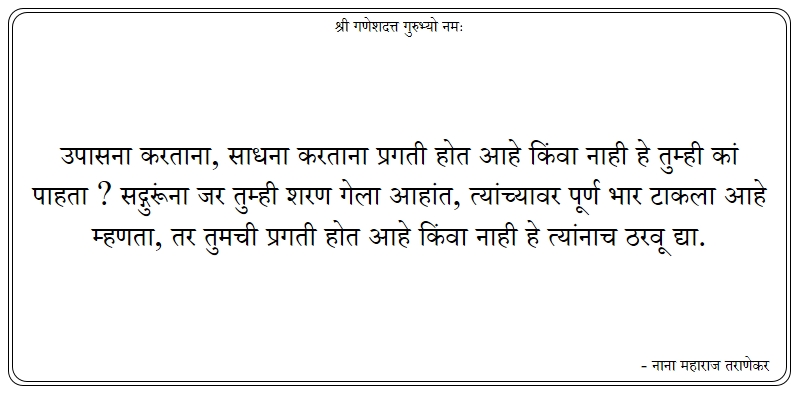 श्री गणेशदत्त गुरुभ्यो नमः
उपासना करताना, साधना करताना प्रगती होत आहे किंवा नाही हे तुम्ही कां
पाहता ? सद्गुरूंना जर तुम्ही शरण गेला आहांत, त्यांच्यावर पूर्ण भार टाकला आहे
म्हणता, तर तुमची प्रगती होत आहे किंवा नाही हे त्यांनाच ठरवू द्या.
- नाना महाराज तराणेकर